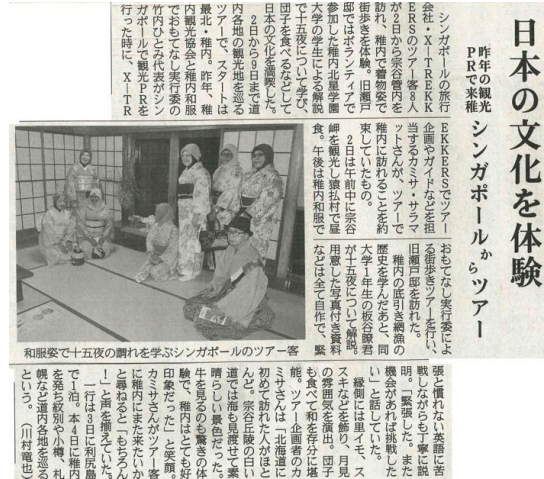 日本の文化を体験
昨年の観光
PRで来稚
シンガポールからツアー
シンガポールの旅行
会社・X-TREKK
ERSのツアー客8人
が2日から宗谷管内を
訪れ、稚内で着物姿で
街歩きを体験。旧瀬戸
邸ではボランティアで
参加した稚内北星学園
大学の学生による解説
で十五夜について学び、
団子を食べるなどして
日本の文化を満喫した。
2日から9日まで道
内各地の観光地を巡る
ツアーで、スタートは
最北・稚内。昨年、稚
内観光協会と稚内和服
でおもてなし実行委の
竹内ひとみ代表がシン
ガポールで観光PRを
行った時に、X-TR
EKKERSでツアー
企画やガイドなどを担
当するカミサ・サラマ
ットさんが、ツアーで
稚内に訪れることを約
束していたもの。
2日は午前中に宗谷
岬を観光し猿払村で昼
食。午後は稚内和服で
おもてなし実行委によ
る街歩きツアーを行い、
旧瀬戸邸を訪れた。
稚内の底引き網漁の
歴史を学んだあと、同
大学1年生の板谷瞭君
が十五夜について解説。
用意した写真付き資料
などは全て自作で、緊
張と慣れない英語に苦
戦しながらも丁寧に説
明。「緊張した。また
機会があれば挑戦した
い」と話していた。
縁側には里イモ、ス
スキなどを飾り、月見
の雰囲気を演出。団子
も食べて和を存分に堪
能。ツアー企画者のカ
ミサさんは「北海道に
初めて訪れた人がほと
んど。宗谷丘陵の白い
道では海も見渡せて素
晴らしい景色だった。
牛を見るのも驚きの体
験で、稚内はとても好
印象だった」と笑顔。
カミサさんがツアー客
に稚内にまた来たいか
と尋ねると「もちろん
！」と声を揃えていた。
一行は3日に利尻島
で1泊。本4日に稚内
を発ち紋別や小樽、札
幌など道内各地を巡る
という。（川村竜也）
和服姿で十五夜の謂れを学ぶシンガポールのツアー客